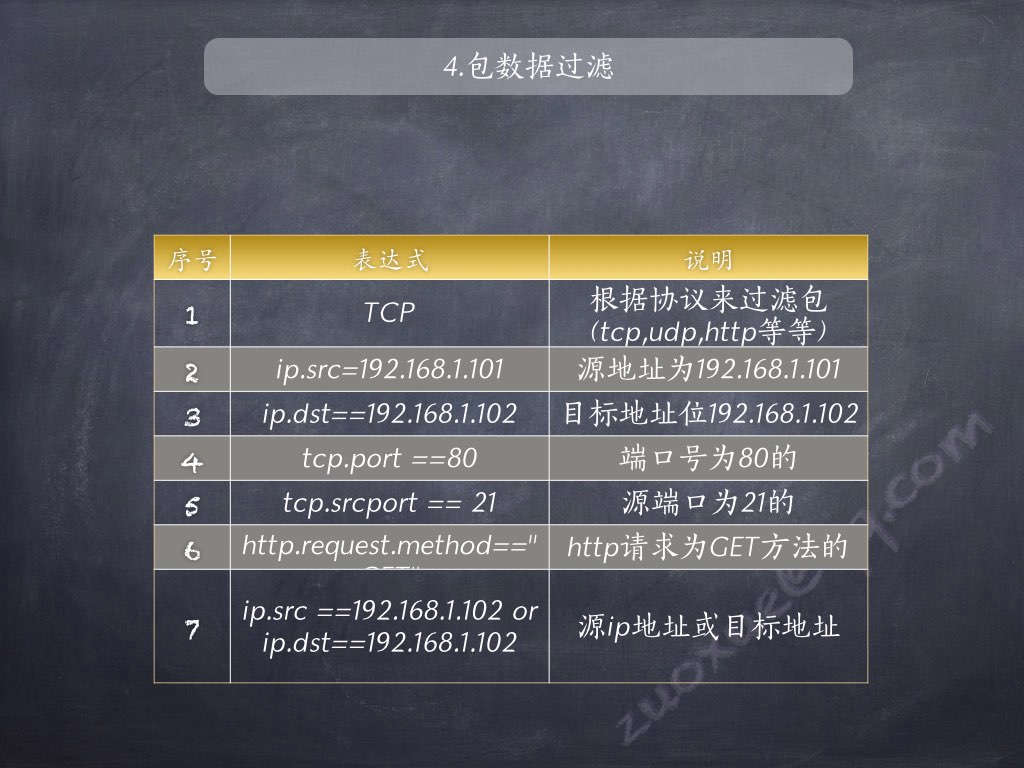 4.包数据过滤
序号 表达式 说明
1 TCP 根据协议来过滤包
(tcp,udp,http等等)
2 ip.src=192.168.1.101 源地址为192.168.1.101
3 ip.dst==192.168.1.102 目标地址位192.168.1.102
4 tcp.port ==80 端口号为80的
5 tcp.srcport == 21 源端口为21的
6 http.request.method==" http请求为GET方法的
GET"
7 ip.src ==192.168.1.102 or
ip.dst==192.168.1.102 源ip地址或目标地址